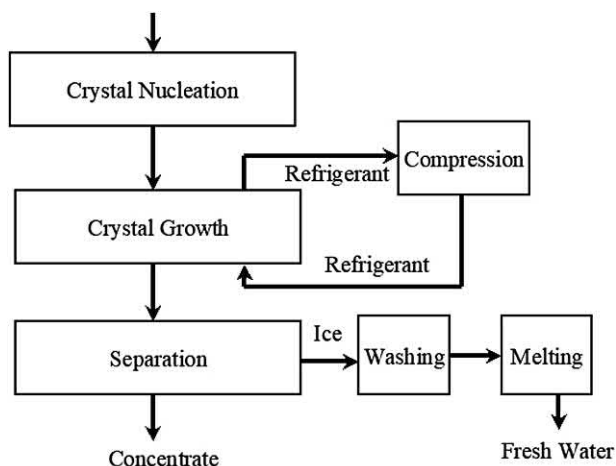 Crystal Nucleation
Compression
Refrigerant
Crystal Growth
Refrigerant
Ice
Separation
Washing
Melting
Concentrate
Fresh Water